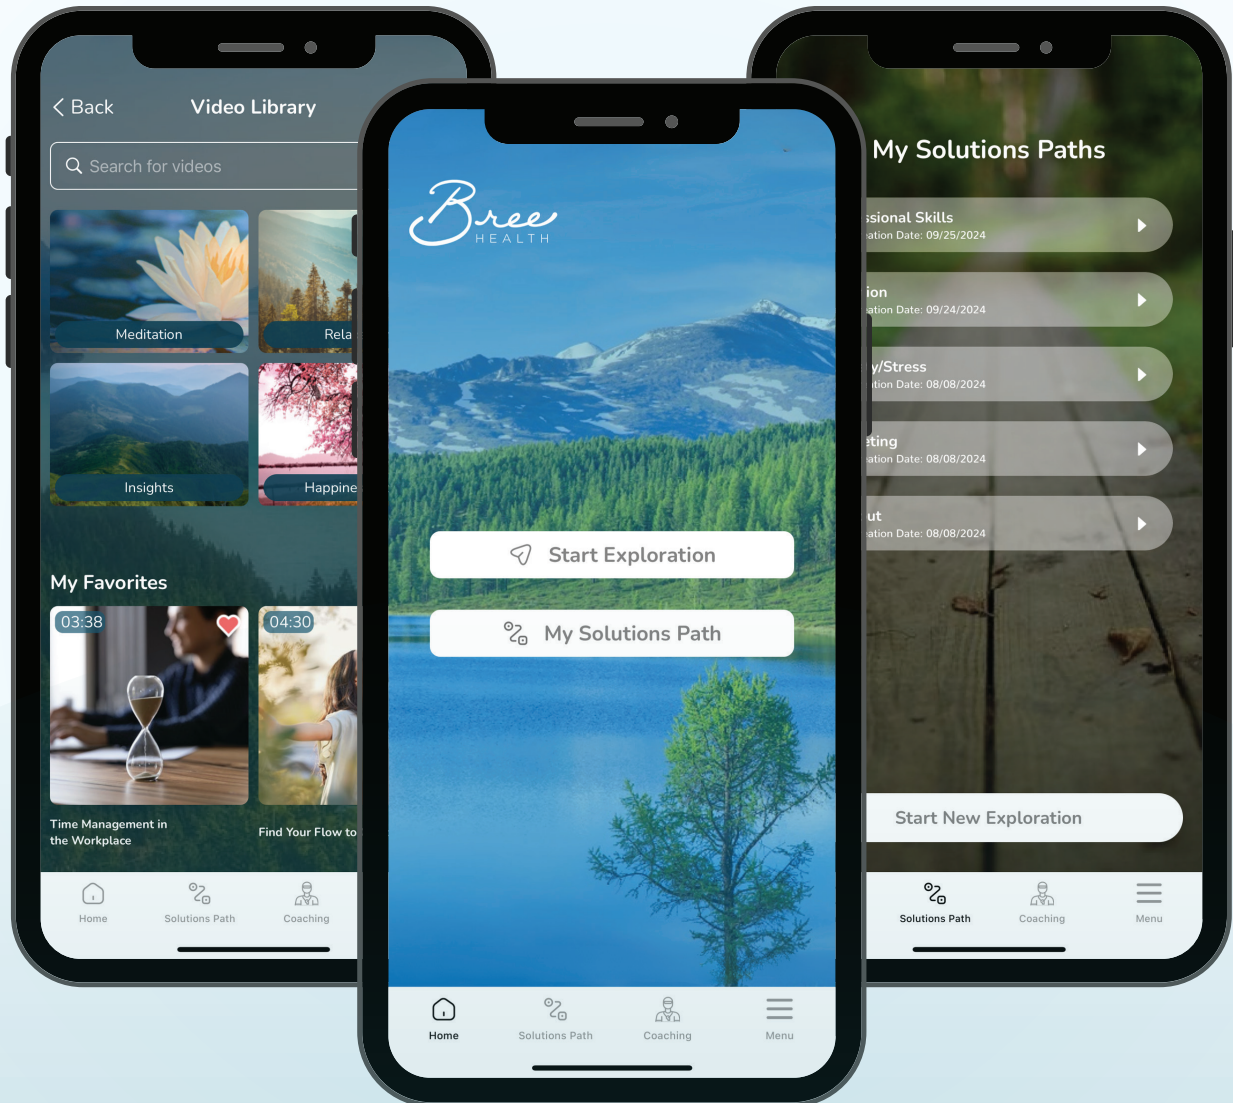 Back
Video Library
Search for videos
Meditation
Rela
Insights
Happine
My Favorites
03:38
04:30
Time Management in
the Workplace
Find Your Flow to
Home
Solutions Path
Coaching
Bree
HEALTH
Start Exploration
My Solutions Path
Home
Solutions Path
Coaching
Menu
My Solutions Paths
ssional Skills
ation Date: 09/25/2024
ion
ation Date: 09/24/2024
y/Stress
ation Date: 08/08/2024
eting
ation Date: 08/08/2024
ut
ation Date: 08/08/2024
Start New Exploration
Solutions Path
Coaching
Menu